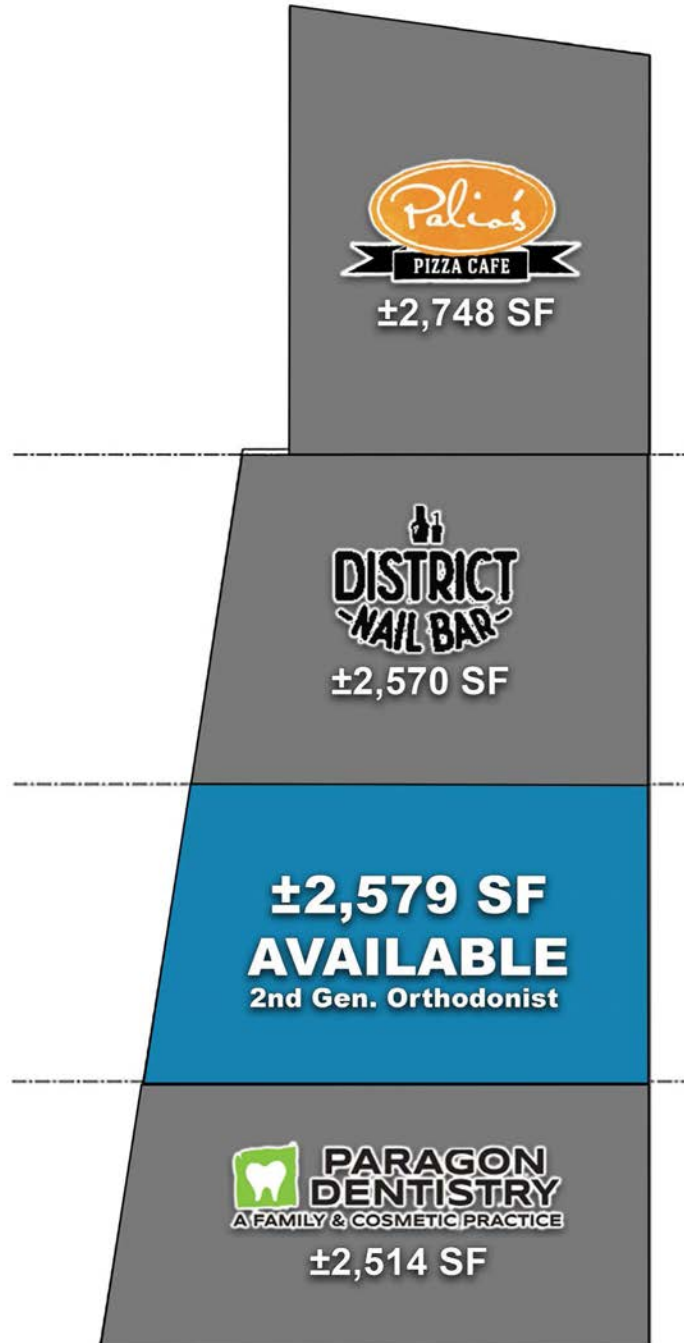 Palio's
PIZZA CAFE
±2,748 SF
DISTRICT
NAIL BAR
±2,570 SF
±2,579 SF
AVAILABLE
2nd Gen. Orthodonist
PARAGON
DENTISTRY
A FAMILY & COSMETIC PRACTICE
±2,514 SF